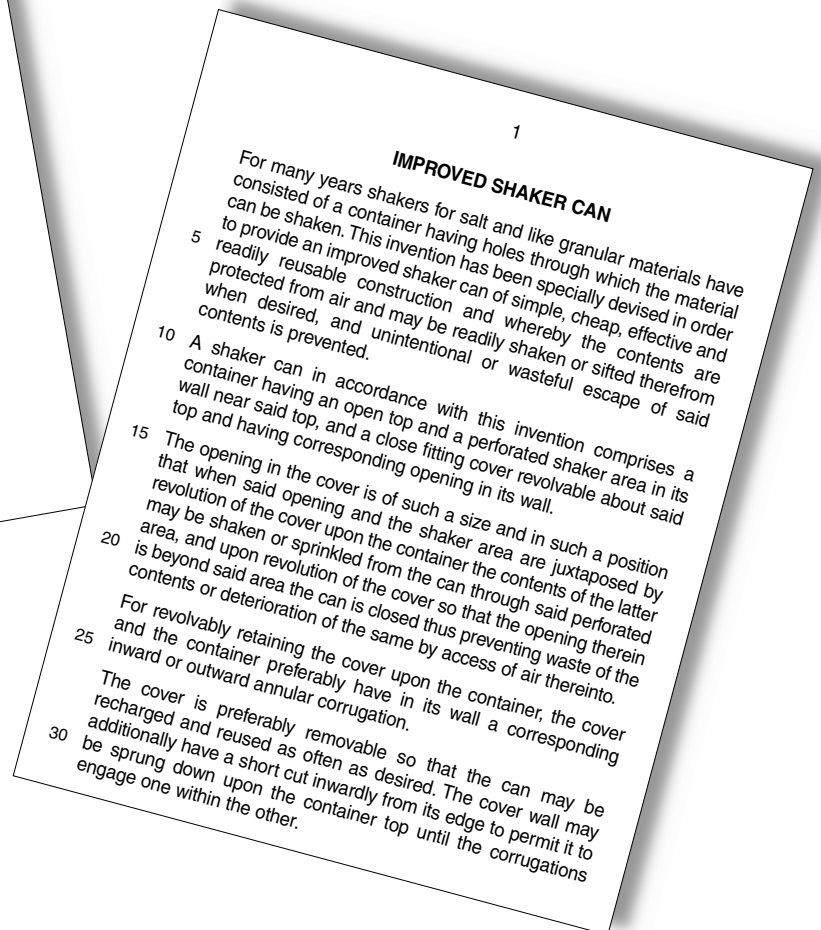 1
IMPROVED SHAKER CAN
For many years shakers for salt and like granular materials have
consisted of a container having holes through which the material
can be shaken. This invention has been specially devised in order
to provide an improved shaker can of simple, cheap, effective and
5 readily reusable construction and whereby the contents are
protected from air and may be readily shaken or sifted therefrom
when desired, and unintentional or wasteful escape of said
contents is prevented.
10 A shaker can in accordance with this invention comprises a
container having an open top and a perforated shaker area in its
wall near said top, and a close fitting cover revolvable about said
top and having corresponding opening in its wall.
15 The opening in the cover is of such a size and in such a position
that when said opening and the shaker area are juxtaposed by
revolution of the cover upon the container the contents of the latter
may be shaken or sprinkled from the can through said perforated
area, and upon revolution of the cover so that the opening therein
20 is beyond said area the can is closed thus preventing waste of the
contents or deterioration of the same by access of air thereinto.
For revolvably retaining the cover upon the container, the cover
and the container preferably have in its wall a corresponding
25 inward or outward annular corrugation.
The cover is preferably removable so that the can may be
recharged and reused as often as desired. The cover wall may
additionally have a short cut inwardly from its edge to permit it to
30 be sprung down upon the container top until the corrugations
engage one within the other.